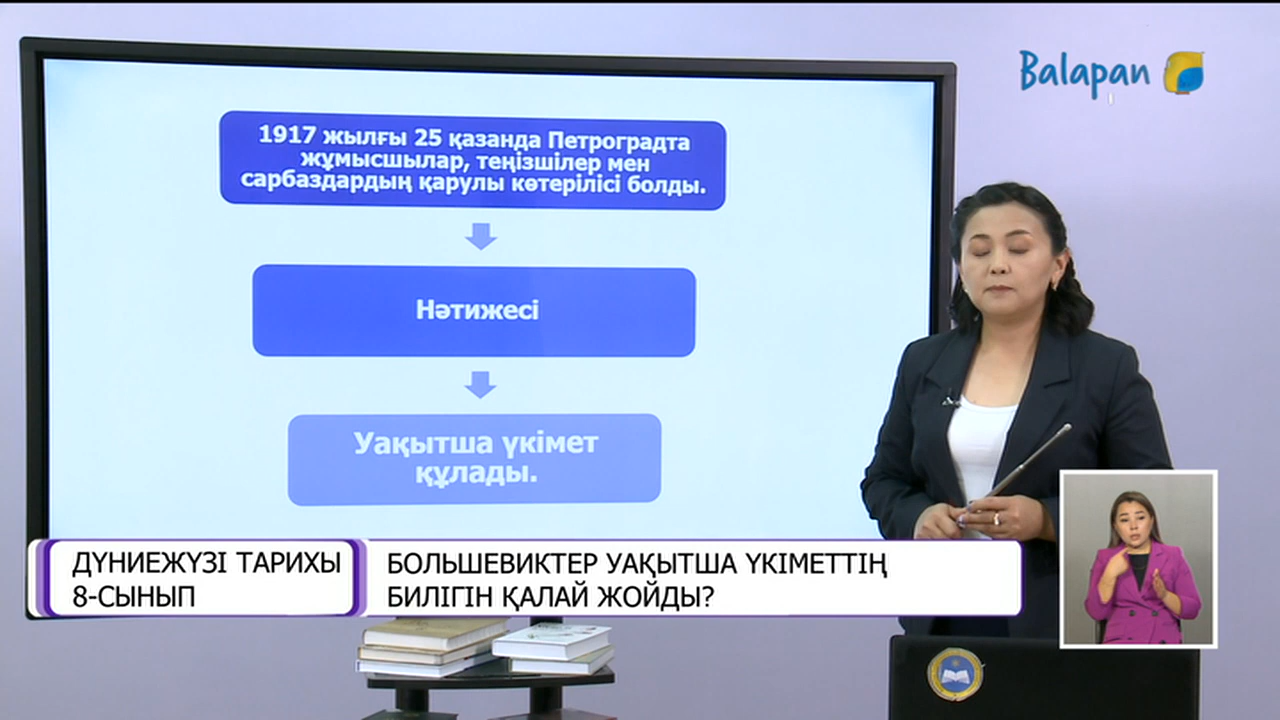 Balapan
1917 жылғы 25 қазанда Петроградта
жұмысшылар, теңізшілер мен
сарбаздардың қарулы көтерілісі болды.
Нәтижесі
Уақытша үкімет
құлады.
ДҮНИЕЖҮЗІ ТАРИХЫ
8-СЫНЫП
БОЛЬШЕВИКТЕР УАҚЫТША ҮКІМЕТТІҢ
БИЛІГІН ҚАЛАЙ ЖОЙДЫ?